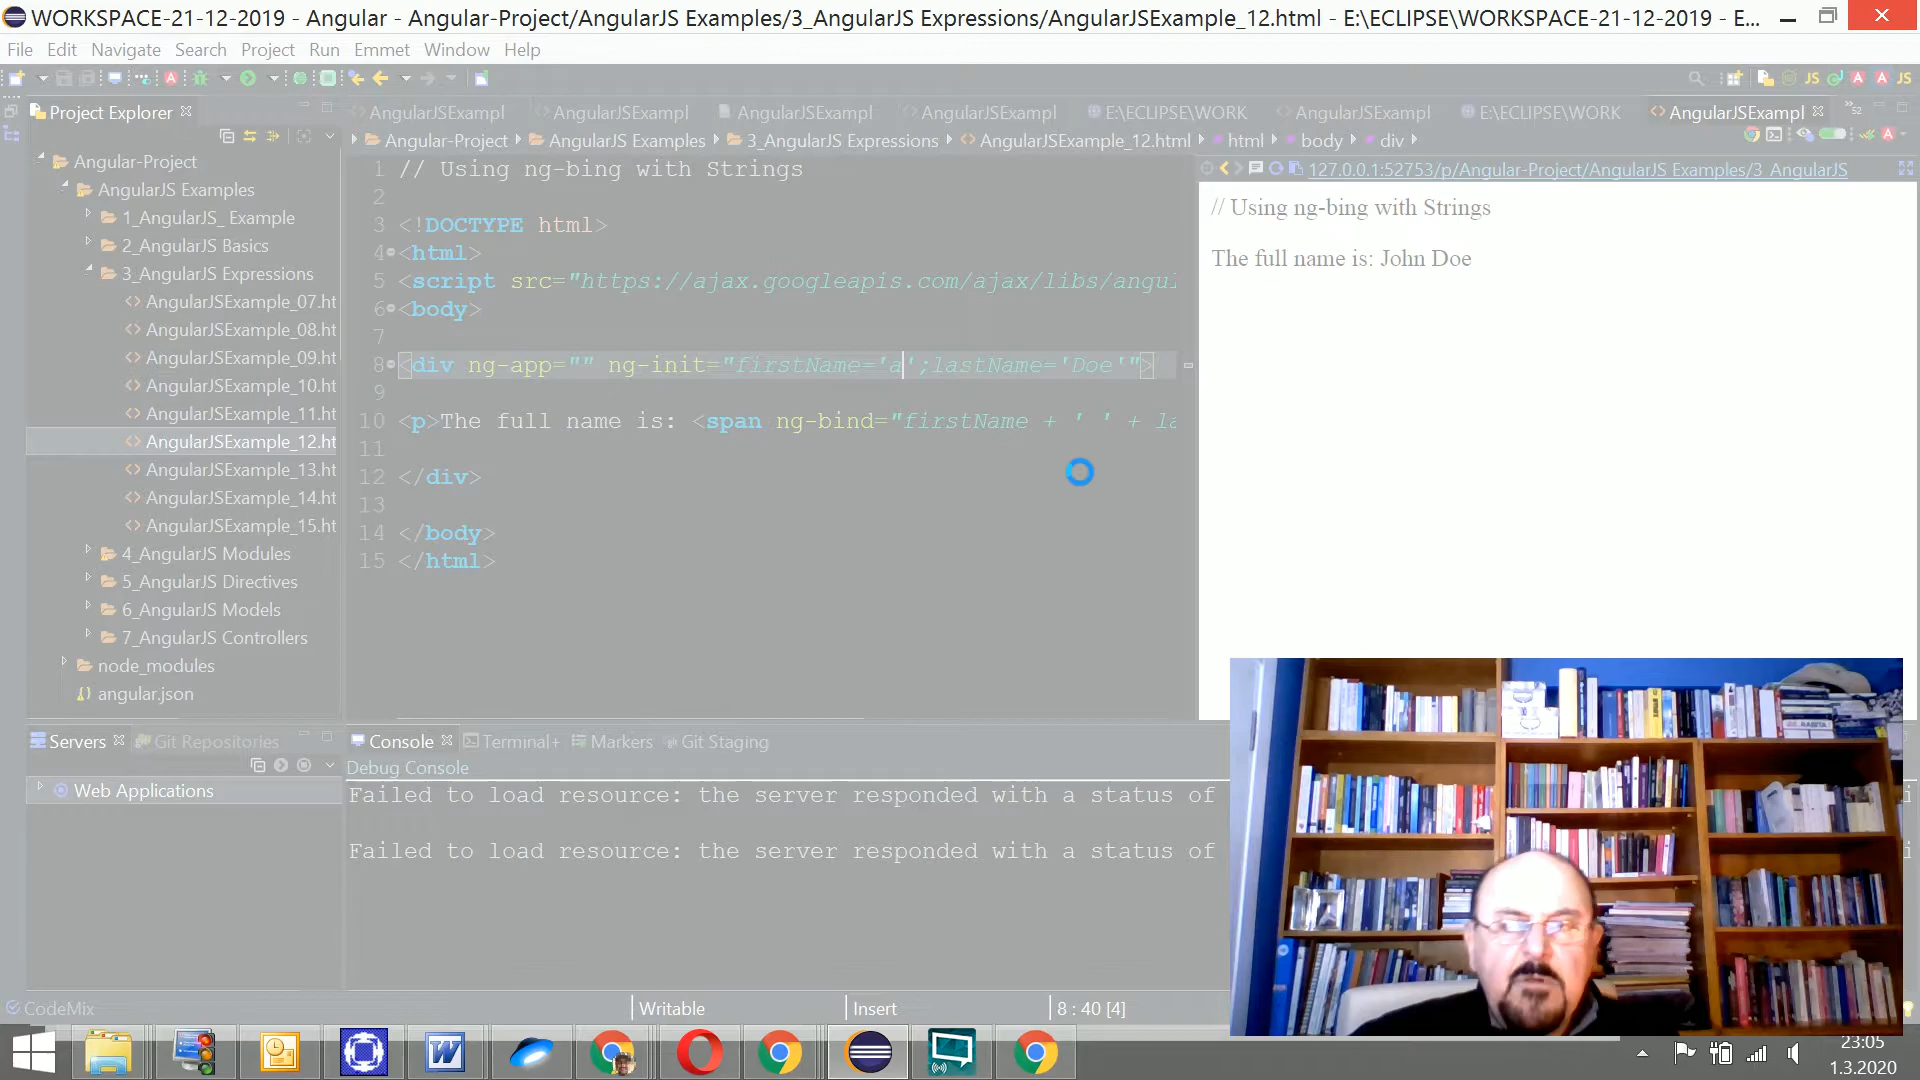 WORKSPACE-21-12-2019 - Angular - Angular-Project/AngularJS Examples/3_AngularJS Expressions/AngularJSExample_12.html - E:\ECLIPSE\WORKSPACE-21-12-2019 - E...
File Edit Navigate Search Project Run Emmet Window Help
Project Explorer
AngularJSExampl AngularJSExampl AngularJSExampl AngularJSExampl E:\ECLIPSE\WORK AngularJSExampl E:\ECLIPSE\WORK AngularJSExampl 52
Angular-Project AngularJS Examples 3_AngularJS Expressions AngularJSExample_12.html html body div
Angular-Project
AngularJS Examples
1_AngularJS_ Example
2_AngularJS Basics
3_AngularJS Expressions
AngularJSExample_07.ht
AngularJSExample_08.ht
AngularJSExample_09.ht
AngularJSExample_10.ht
AngularJSExample_11.ht
AngularJSExample_12.ht
AngularJSExample_13.ht
AngularJSExample_14.ht
AngularJSExample_15.ht
4_AngularJS Modules
5_AngularJS Directives
6_AngularJS Models
7_AngularJS Controllers
node_modules
angular.json
1 // Using ng-bing with Strings
2
3 <!DOCTYPE html>
4 <html>
5 <script src="https://ajax.googleapis.com/ajax/libs/angul
6 <body>
7
8 <div ng-app="" ng-init="firstName='a';lastName='Doe'">
9
10 <p>The full name is: <span ng-bind="firstName + ' ' + la
11
12 </div>
13
14 </body>
15 </html>
127.0.0.1:52753/p/Angular-Project/AngularJS Examples/3_AngularJS
// Using ng-bing with Strings
The full name is: John Doe
Servers Git Repositories
Web Applications
Console Terminal+ Markers Git Staging
Debug Console
Failed to load resource: the server responded with a status of
Failed to load resource: the server responded with a status of
CodeMix Writable Insert 8 : 40 [4]
23:05
1.3.2020